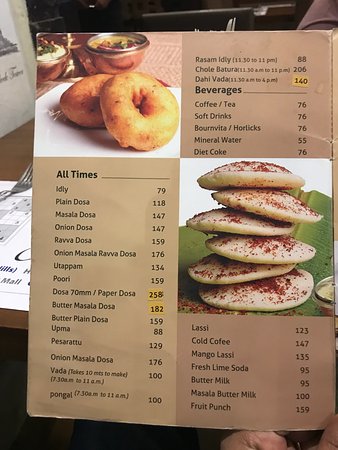 Rasam Idly (11.30 to 11 pm) 88
Chole Batura (11.30 a.m to 11 p.m) 206
Dahi Vada (11.30 a.m to 4 p.m) 140
Beverages
Coffee / Tea 76
Soft Drinks 76
Bournvita / Horlicks 76
Mineral Water 55
Diet Coke 76
All Times
Idly 79
Plain Dosa 118
Masala Dosa 147
Onion Dosa 147
Ravva Dosa 159
Onion Masala Ravva Dosa 176
Utappam 134
Poori 159
Dosa 70mm / Paper Dosa 258
Butter Masala Dosa 182
Butter Plain Dosa 159
Upma 88
Pesarattu 129
Onion Masala Dosa 176
Vada (Takes 10 mts to make) 100
(7:30a.m to 11 a.m.)
pongal (7.30a.m to 11 a.m.) 100
Lassi 123
Cold Cofee 147
Mango Lassi 135
Fresh Lime Soda 95
Butter Milk 95
Masala Butter Milk 100
Fruit Punch 159
Mall